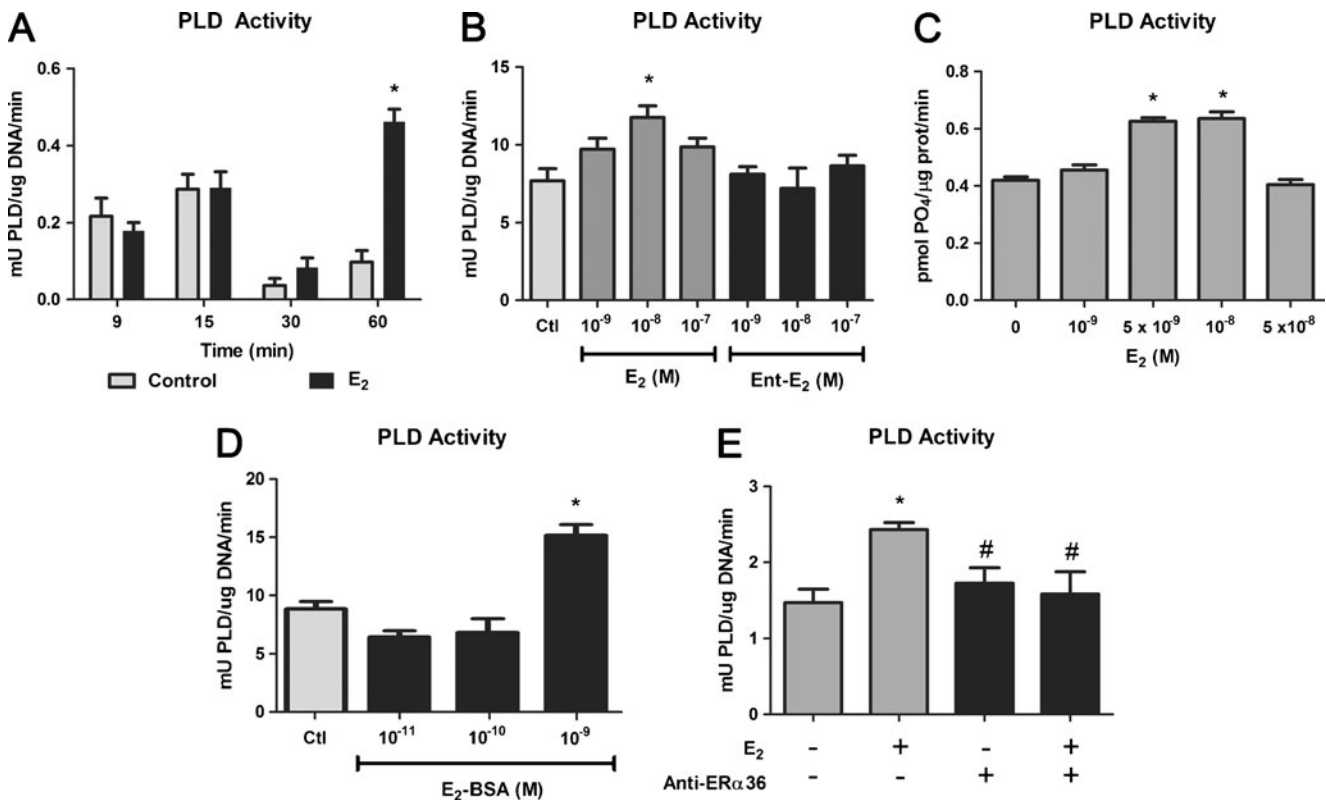 A
PLD Activity
mU PLD/ug DNA/min
0.6
0.4
0.2
0.0
*
9 15 30 60
Time (min)
Control E₂
B
PLD Activity
mU PLD/ug DNA/min
15
10
5
0
*
Ctl 10⁻⁹ 10⁻⁸ 10⁻⁷ 10⁻⁹ 10⁻⁸ 10⁻⁷
E₂ (M) Ent-E₂ (M)
C
PLD Activity
pmol PO₄/μg prot/min
0.8
0.6
0.4
0.2
0.0
* *
0 10⁻⁹ 5 x 10⁻⁹ 10⁻⁸ 5 x10⁻⁸
E₂ (M)
D
PLD Activity
mU PLD/ug DNA/min
20
15
10
5
0
*
Ctl 10⁻¹¹ 10⁻¹⁰ 10⁻⁹
E₂-BSA (M)
E
PLD Activity
mU PLD/ug DNA/min
3
2
1
0
* # #
E₂ - + - +
Anti-ERα36 - - + +